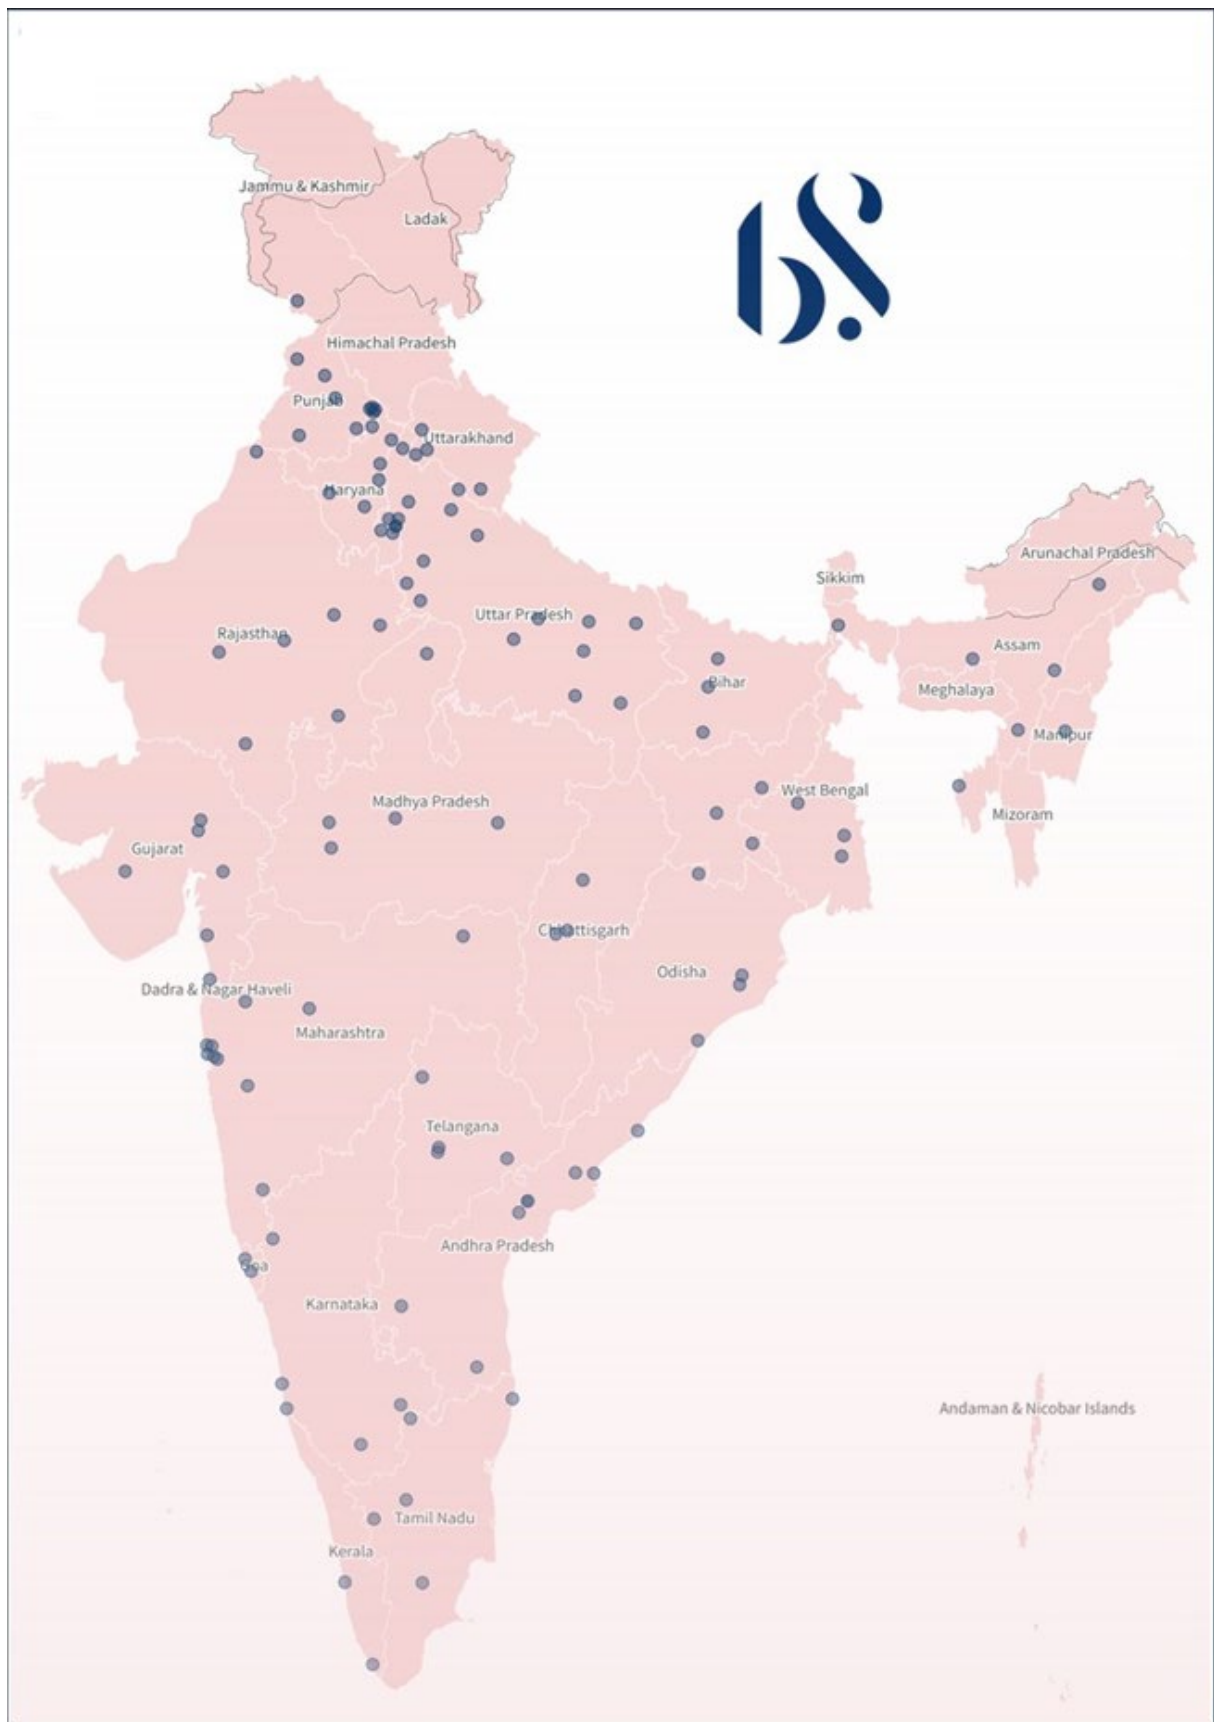 Jammu & Kashmir
Ladak
Himachal Pradesh
Punjab
Uttarakhand
Haryana
Arunachal Pradesh
Sikkim
Uttar Pradesh
Rajasthan
Assam
Bihar
Meghalaya
Manipur
West Bengal
Madhya Pradesh
Mizoram
Gujarat
Chhattisgarh
Odisha
Dadra & Nagar Haveli
Maharashtra
Telangana
Andhra Pradesh
Goa
Karnataka
Andaman & Nicobar Islands
Tamil Nadu
Kerala